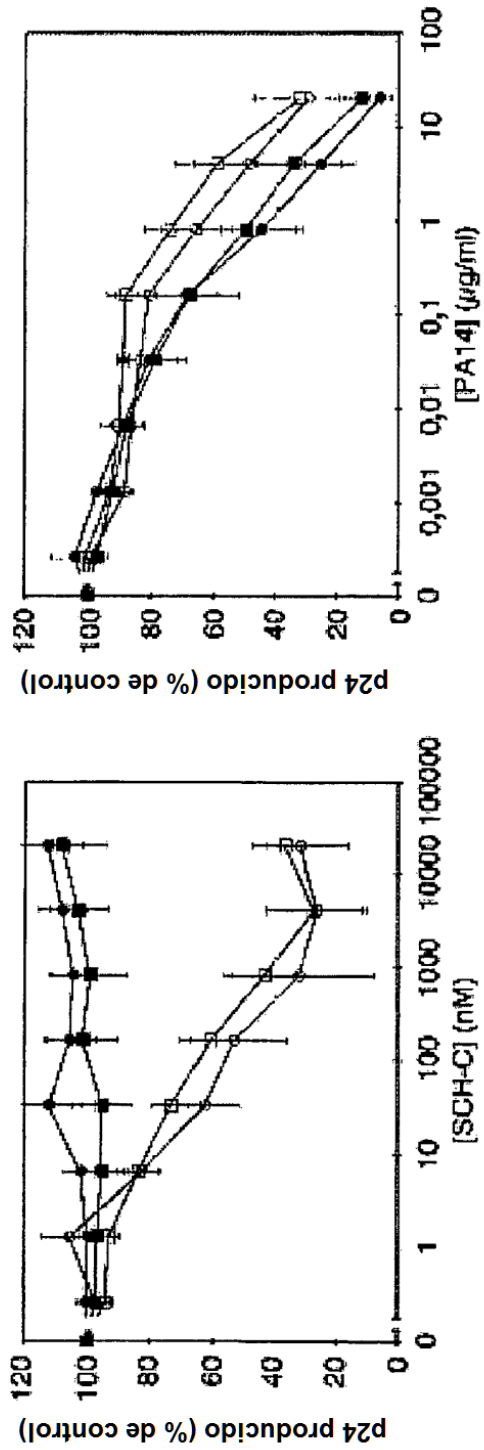 p24 producido (% de control)
120
100
80
60
40
20
0
0 1 10 100 1000 10000 100000
[SCH-C] (nM)
p24 producido (% de control)
120
100
80
60
40
20
0
0 0,001 0,01 0,1 1 10 100
[PA14] (µg/ml)